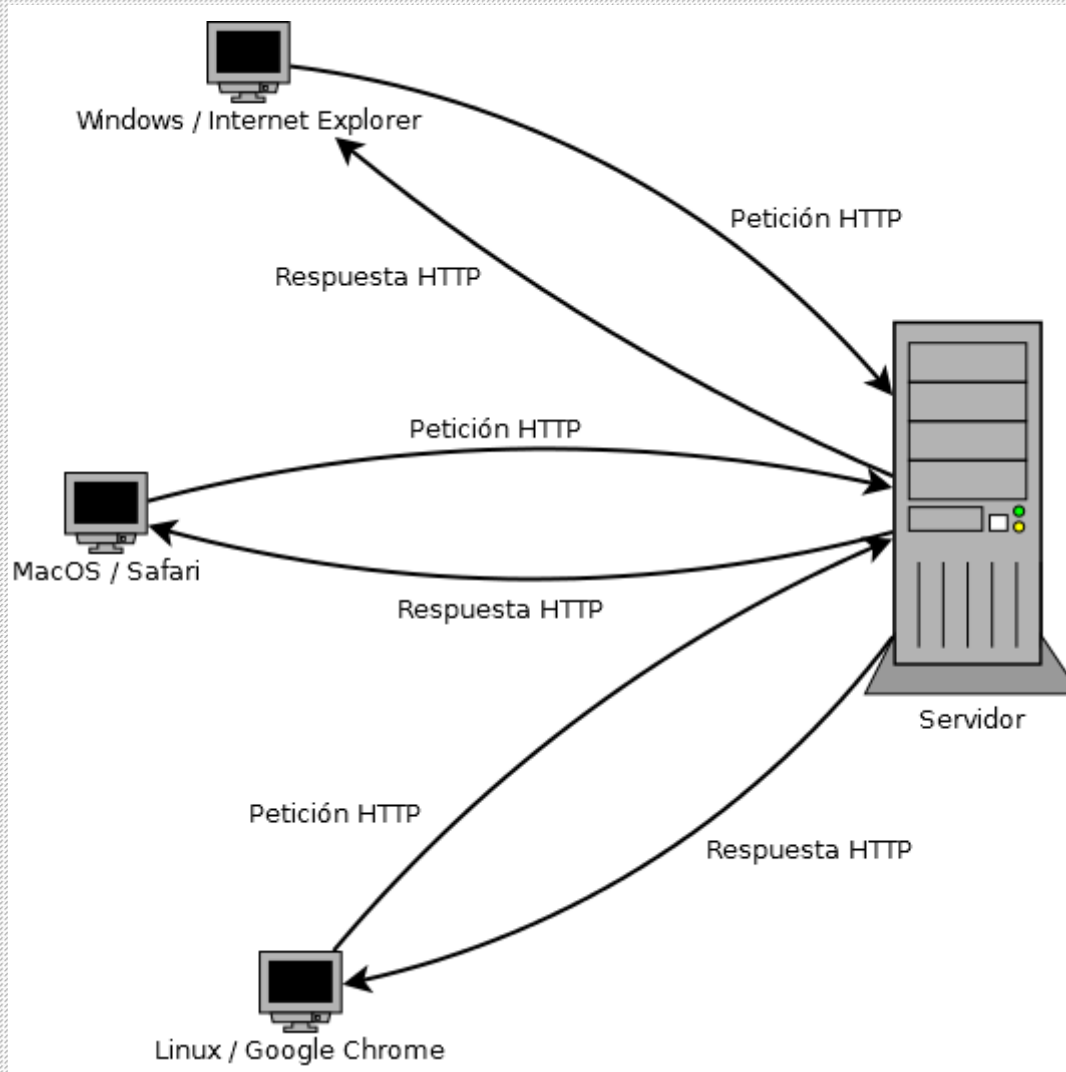 Windows / Internet Explorer
Petición HTTP
Respuesta HTTP
Petición HTTP
MacOS / Safari
Respuesta HTTP
Servidor
Petición HTTP
Respuesta HTTP
Linux / Google Chrome